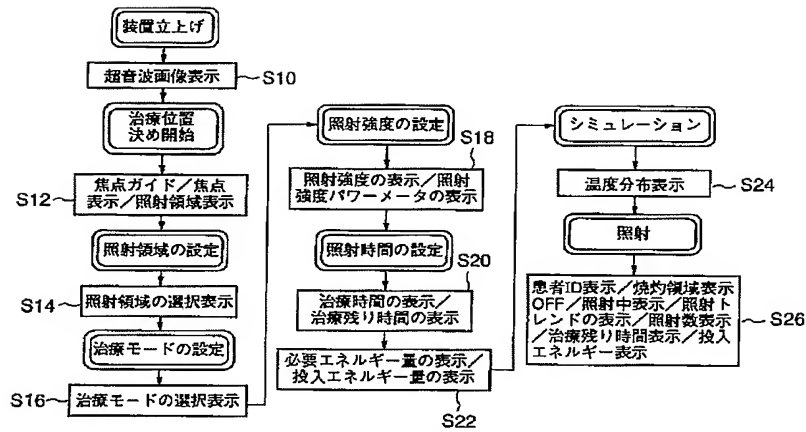 装置立上げ
超音波画像表示
S10
治療位置
決め開始
S12
焦点ガイド/焦点
表示/照射領域表示
照射領域の設定
S14
照射領域の選択表示
治療モードの設定
S16
治療モードの選択表示
照射強度の設定
S18
照射強度の表示/照射
強度パワーメータの表示
照射時間の設定
S20
治療時間の表示/
治療残り時間の表示
必要エネルギー量の表示/
投入エネルギー量の表示
S22
シミュレーション
温度分布表示
S24
照射
患者ID表示/焼灼領域表示
OFF/照射中表示/照射ト
レンドの表示/照射数表示
/治療残り時間表示/投入
エネルギー表示
S26